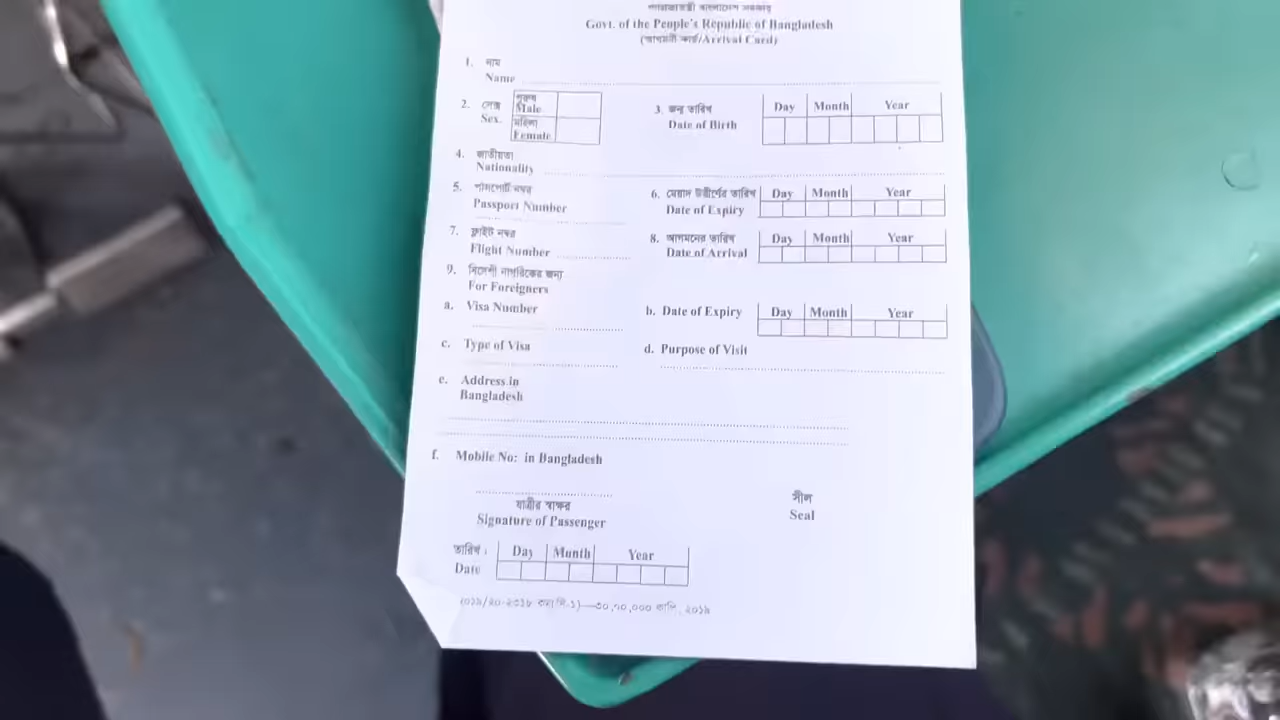 গণপ্রজাতন্ত্রী বাংলাদেশ সরকার
Govt. of the People's Republic of Bangladesh
(আগমনী কার্ড/Arrival Card)
1. নাম
Name
2. সেক্স পুরুষ
Sex Male
মহিলা
Female
3. জন্ম তারিখ Day Month Year
Date of Birth
4. জাতীয়তা
Nationality
5. পাসপোর্ট নম্বর
Passport Number
6. মেয়াদ উত্তীর্ণের তারিখ Day Month Year
Date of Expiry
7. ফ্লাইট নম্বর
Flight Number
8. আগমনের তারিখ Day Month Year
Date of Arrival
9. বিদেশী নাগরিকের জন্য
For Foreigners
a. Visa Number
b. Date of Expiry Day Month Year
c. Type of Visa
d. Purpose of Visit
e. Address in
Bangladesh
f. Mobile No: in Bangladesh
যাত্রীর স্বাক্ষর
Signature of Passenger
সীল
Seal
তারিখ : Day Month Year
Date